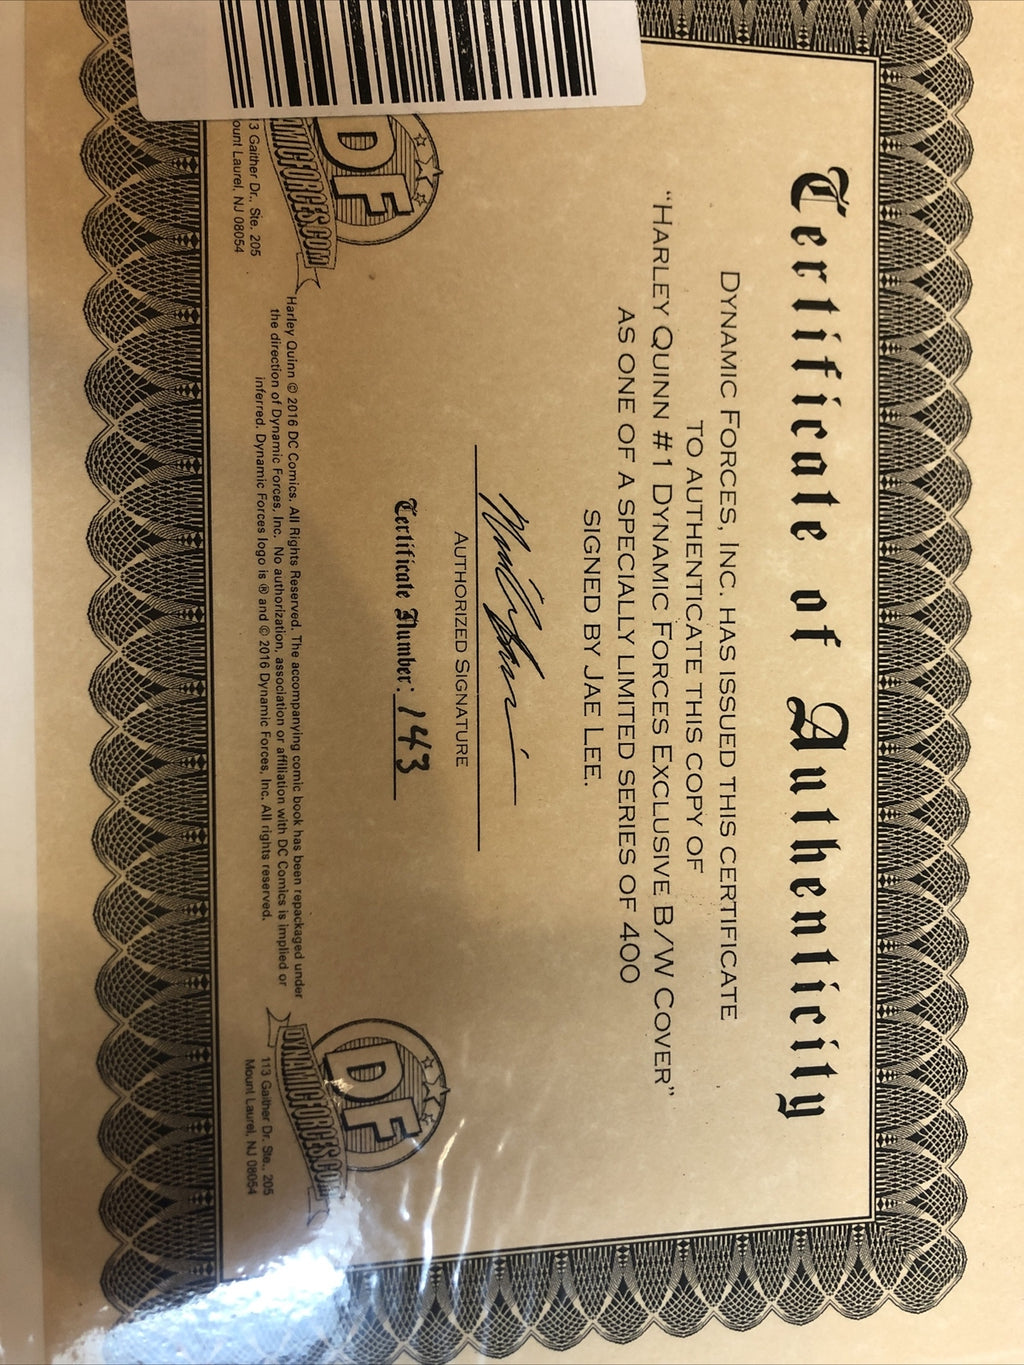 Certificate of Authenticity
DYNAMIC FORCES, INC. HAS ISSUED THIS CERTIFICATE
TO AUTHENTICATE THIS COPY OF
“HARLEY QUINN #1 DYNAMIC FORCES EXCLUSIVE B/W COVER”
AS ONE OF A SPECIALLY LIMITED SERIES OF 400
SIGNED BY JAE LEE.
AUTHORIZED SIGNATURE
Certificate Number: 143
DF
DYNAMICFORCES.COM
113 Gaither Dr. Ste., 205
Mount Laurel, NJ 08054
Harley Quinn © 2016 DC Comics. All Rights Reserved. The accompanying comic book has been repackaged under
the direction of Dynamic Forces, Inc. No authorization, association or affiliation with DC Comics is implied or
inferred. Dynamic Forces logo is ® and © 2016 Dynamic Forces, Inc. All rights reserved.
DF
AMICFORCES.COM
13 Gaither Dr., Ste. 205
ount Laurel, NJ 08054